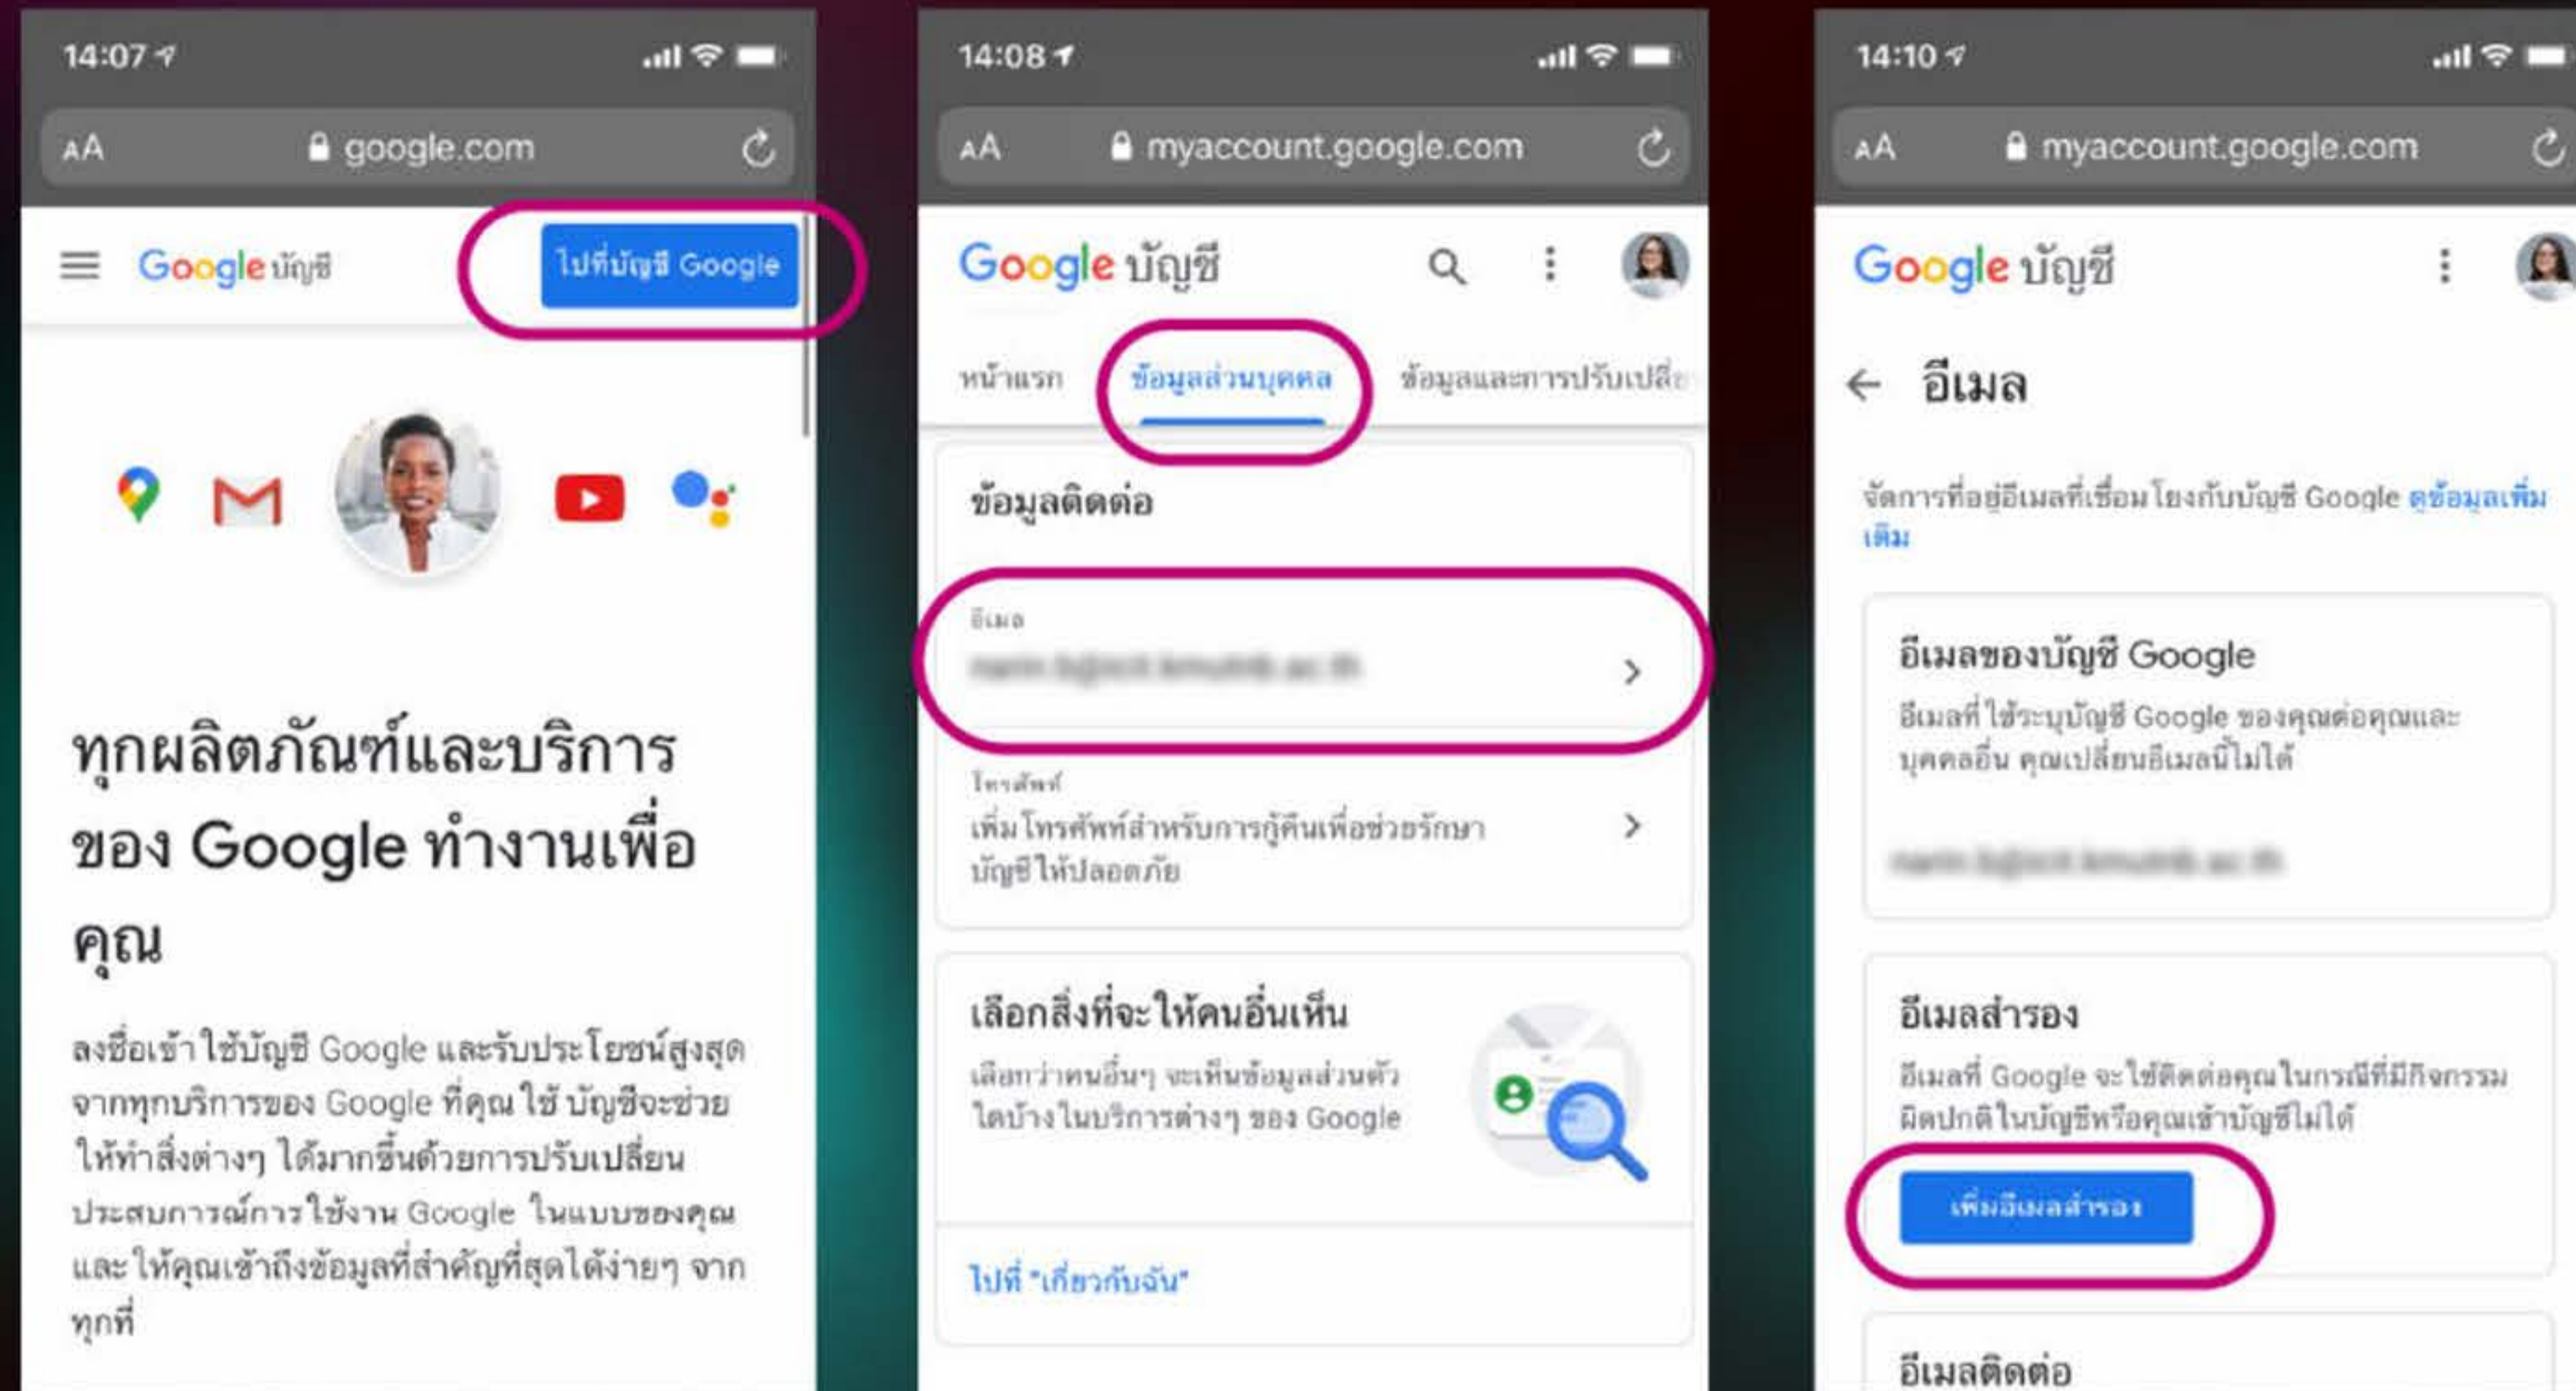 14:07
AA google.com
Google บัญชี
ไปที่บัญชี Google
ทุกผลิตภัณฑ์และบริการ
ของ Google ทำงานเพื่อ
คุณ
ลงชื่อเข้าใช้บัญชี Google และรับประโยชน์สูงสุด
จากทุกบริการของ Google ที่คุณใช้ บัญชีจะช่วย
ให้ทำสิ่งต่างๆ ได้มากขึ้นด้วยการปรับเปลี่ยน
ประสบการณ์การใช้งาน Google ในแบบของคุณ
และให้คุณเข้าถึงข้อมูลที่สำคัญที่สุดได้ง่ายๆ จาก
ทุกที่
14:08
AA myaccount.google.com
Google บัญชี
หน้าแรก ข้อมูลส่วนบุคคล ข้อมูลและการปรับเปลี่ย
ข้อมูลติดต่อ
อีเมล
โทรศัพท์
เพิ่มโทรศัพท์สำหรับการกู้คืนเพื่อช่วยรักษา
บัญชีให้ปลอดภัย
เลือกสิ่งที่จะให้คนอื่นเห็น
เลือกว่าคนอื่นๆ จะเห็นข้อมูลส่วนตัว
ใดบ้างในบริการต่างๆ ของ Google
ไปที่ "เกี่ยวกับฉัน"
14:10
AA myaccount.google.com
Google บัญชี
อีเมล
จัดการที่อยู่อีเมลที่เชื่อมโยงกับบัญชี Google ดูข้อมูลเพิ่ม
เติม
อีเมลของบัญชี Google
อีเมลที่ใช้ระบุบัญชี Google ของคุณต่อคุณและ
บุคคลอื่น คุณเปลี่ยนอีเมลนี้ไม่ได้
อีเมลสำรอง
อีเมลที่ Google จะใช้ติดต่อคุณในกรณีที่มีกิจกรรม
ผิดปกติในบัญชีหรือคุณเข้าบัญชีไม่ได้
เพิ่มอีเมลสำรอง
อีเมลติดต่อ